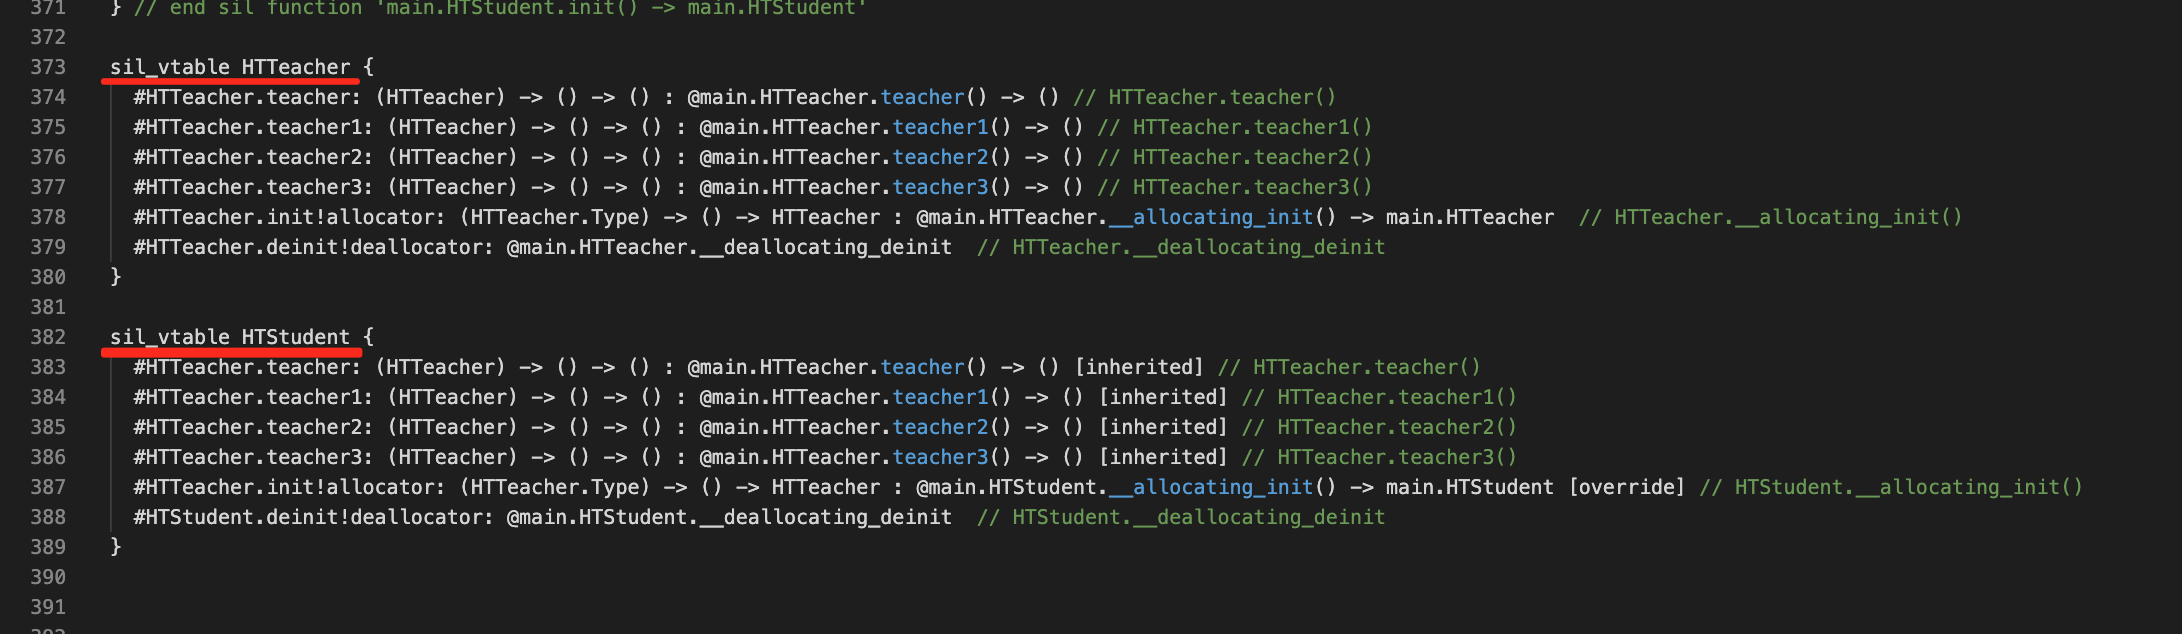 371 } // end sil function 'main.HTStudent.init() -> main.HTStudent'
372
373 sil_vtable HTTeacher {
374 #HTTeacher.teacher: (HTTeacher) -> () -> () : @main.HTTeacher.teacher() -> () // HTTeacher.teacher()
375 #HTTeacher.teacher1: (HTTeacher) -> () -> () : @main.HTTeacher.teacher1() -> () // HTTeacher.teacher1()
376 #HTTeacher.teacher2: (HTTeacher) -> () -> () : @main.HTTeacher.teacher2() -> () // HTTeacher.teacher2()
377 #HTTeacher.teacher3: (HTTeacher) -> () -> () : @main.HTTeacher.teacher3() -> () // HTTeacher.teacher3()
378 #HTTeacher.init!allocator: (HTTeacher.Type) -> () -> HTTeacher : @main.HTTeacher.__allocating_init() -> main.HTTeacher // HTTeacher.__allocating_init()
379 #HTTeacher.deinit!deallocator: @main.HTTeacher.__deallocating_deinit // HTTeacher.__deallocating_deinit
380 }
381
382 sil_vtable HTStudent {
383 #HTTeacher.teacher: (HTTeacher) -> () -> () : @main.HTTeacher.teacher() -> () [inherited] // HTTeacher.teacher()
384 #HTTeacher.teacher1: (HTTeacher) -> () -> () : @main.HTTeacher.teacher1() -> () [inherited] // HTTeacher.teacher1()
385 #HTTeacher.teacher2: (HTTeacher) -> () -> () : @main.HTTeacher.teacher2() -> () [inherited] // HTTeacher.teacher2()
386 #HTTeacher.teacher3: (HTTeacher) -> () -> () : @main.HTTeacher.teacher3() -> () [inherited] // HTTeacher.teacher3()
387 #HTTeacher.init!allocator: (HTTeacher.Type) -> () -> HTTeacher : @main.HTStudent.__allocating_init() -> main.HTStudent [override] // HTStudent.__allocating_init()
388 #HTStudent.deinit!deallocator: @main.HTStudent.__deallocating_deinit // HTStudent.__deallocating_deinit
389 }
390
391